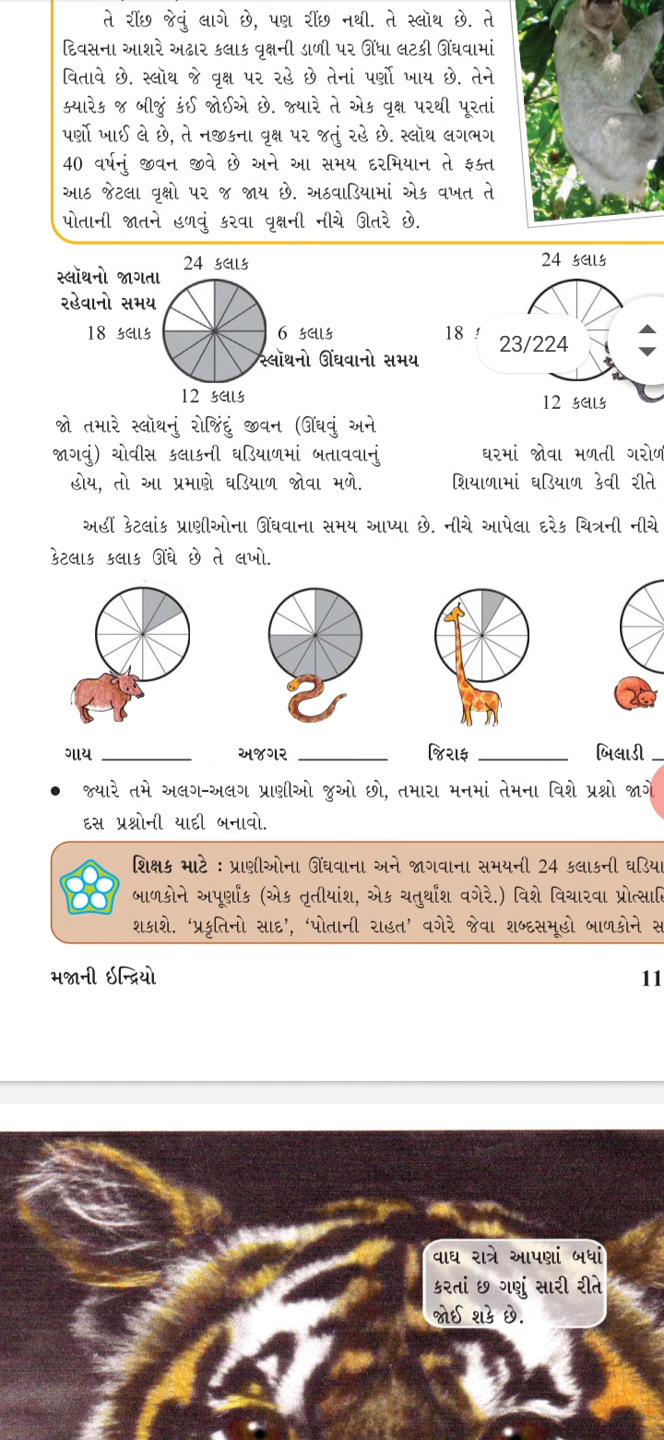 તે રીંછ જેવું લાગે છે, પણ રીંછ નથી. તે સ્લૉથ છે. તે
દિવસના આશરે અઢાર કલાક વૃક્ષની ડાળી પર ઊંધા લટકી ઊંઘવામાં
વિતાવે છે. સ્લૉથ જે વૃક્ષ પર રહે છે તેનાં પર્ણો ખાય છે. તેને
ક્યારેક જ બીજું કંઈ જોઈએ છે. જ્યારે તે એક વૃક્ષ પરથી પૂરતાં
પર્ણો ખાઈ લે છે, તે નજીકના વૃક્ષ પર જતું રહે છે. સ્લૉથ લગભગ
40 વર્ષનું જીવન જીવે છે અને આ સમય દરમિયાન તે ફક્ત
આઠ જેટલા વૃક્ષો પર જ જાય છે. અઠવાડિયામાં એક વખત તે
પોતાની જાતને હળવું કરવા વૃક્ષની નીચે ઊતરે છે.
સ્લૉથનો જાગતા
રહેવાનો સમય
24 કલાક
18 કલાક
6 કલાક
સ્લૉથનો ઊંઘવાનો સમય
12 કલાક
24 કલાક
18
23/224
12 કલાક
જો તમારે સ્લૉથનું રોજિંદું જીવન (ઊંઘવું અને
જાગવું) ચોવીસ કલાકની ઘડિયાળમાં બતાવવાનું
હોય, તો આ પ્રમાણે ઘડિયાળ જોવા મળે.
ઘરમાં જોવા મળતી
શિયાળામાં ઘડિયાળ કેવી રીતે
અહીં કેટલાંક પ્રાણીઓના ઊંઘવાના સમય આપ્યા છે. નીચે આપેલા દરેક ચિત્રની નીચે
કેટલાક કલાક ઊંઘે છે તે લખો.
ગાય
અજગર
જિરાફ
બિલાડી
• જ્યારે તમે અલગ-અલગ પ્રાણીઓ જુઓ છો, તમારા મનમાં તેમના વિશે પ્રશ્નો જાગે
દસ પ્રશ્નોની યાદી બનાવો.
શિક્ષક માટે : પ્રાણીઓના ઊંઘવાના અને જાગવાના સમયની 24 કલાકની
બાળકોને અપૂર્ણાંક (એક તૃતીયાંશ, એક ચતુર્થાંશ વગેરે.) વિશે વિચારવા
શકાશે. ‘પ્રકૃતિનો સાદ’, ‘પોતાની રાહત’ વગેરે જેવા શબ્દસમૂહો બાળકોને
મજાની ઇન્દ્રિયો
11
વાઘ રાત્રે આપણાં બધાં
કરતાં છ ગણું સારી રીતે
જોઈ શકે છે.